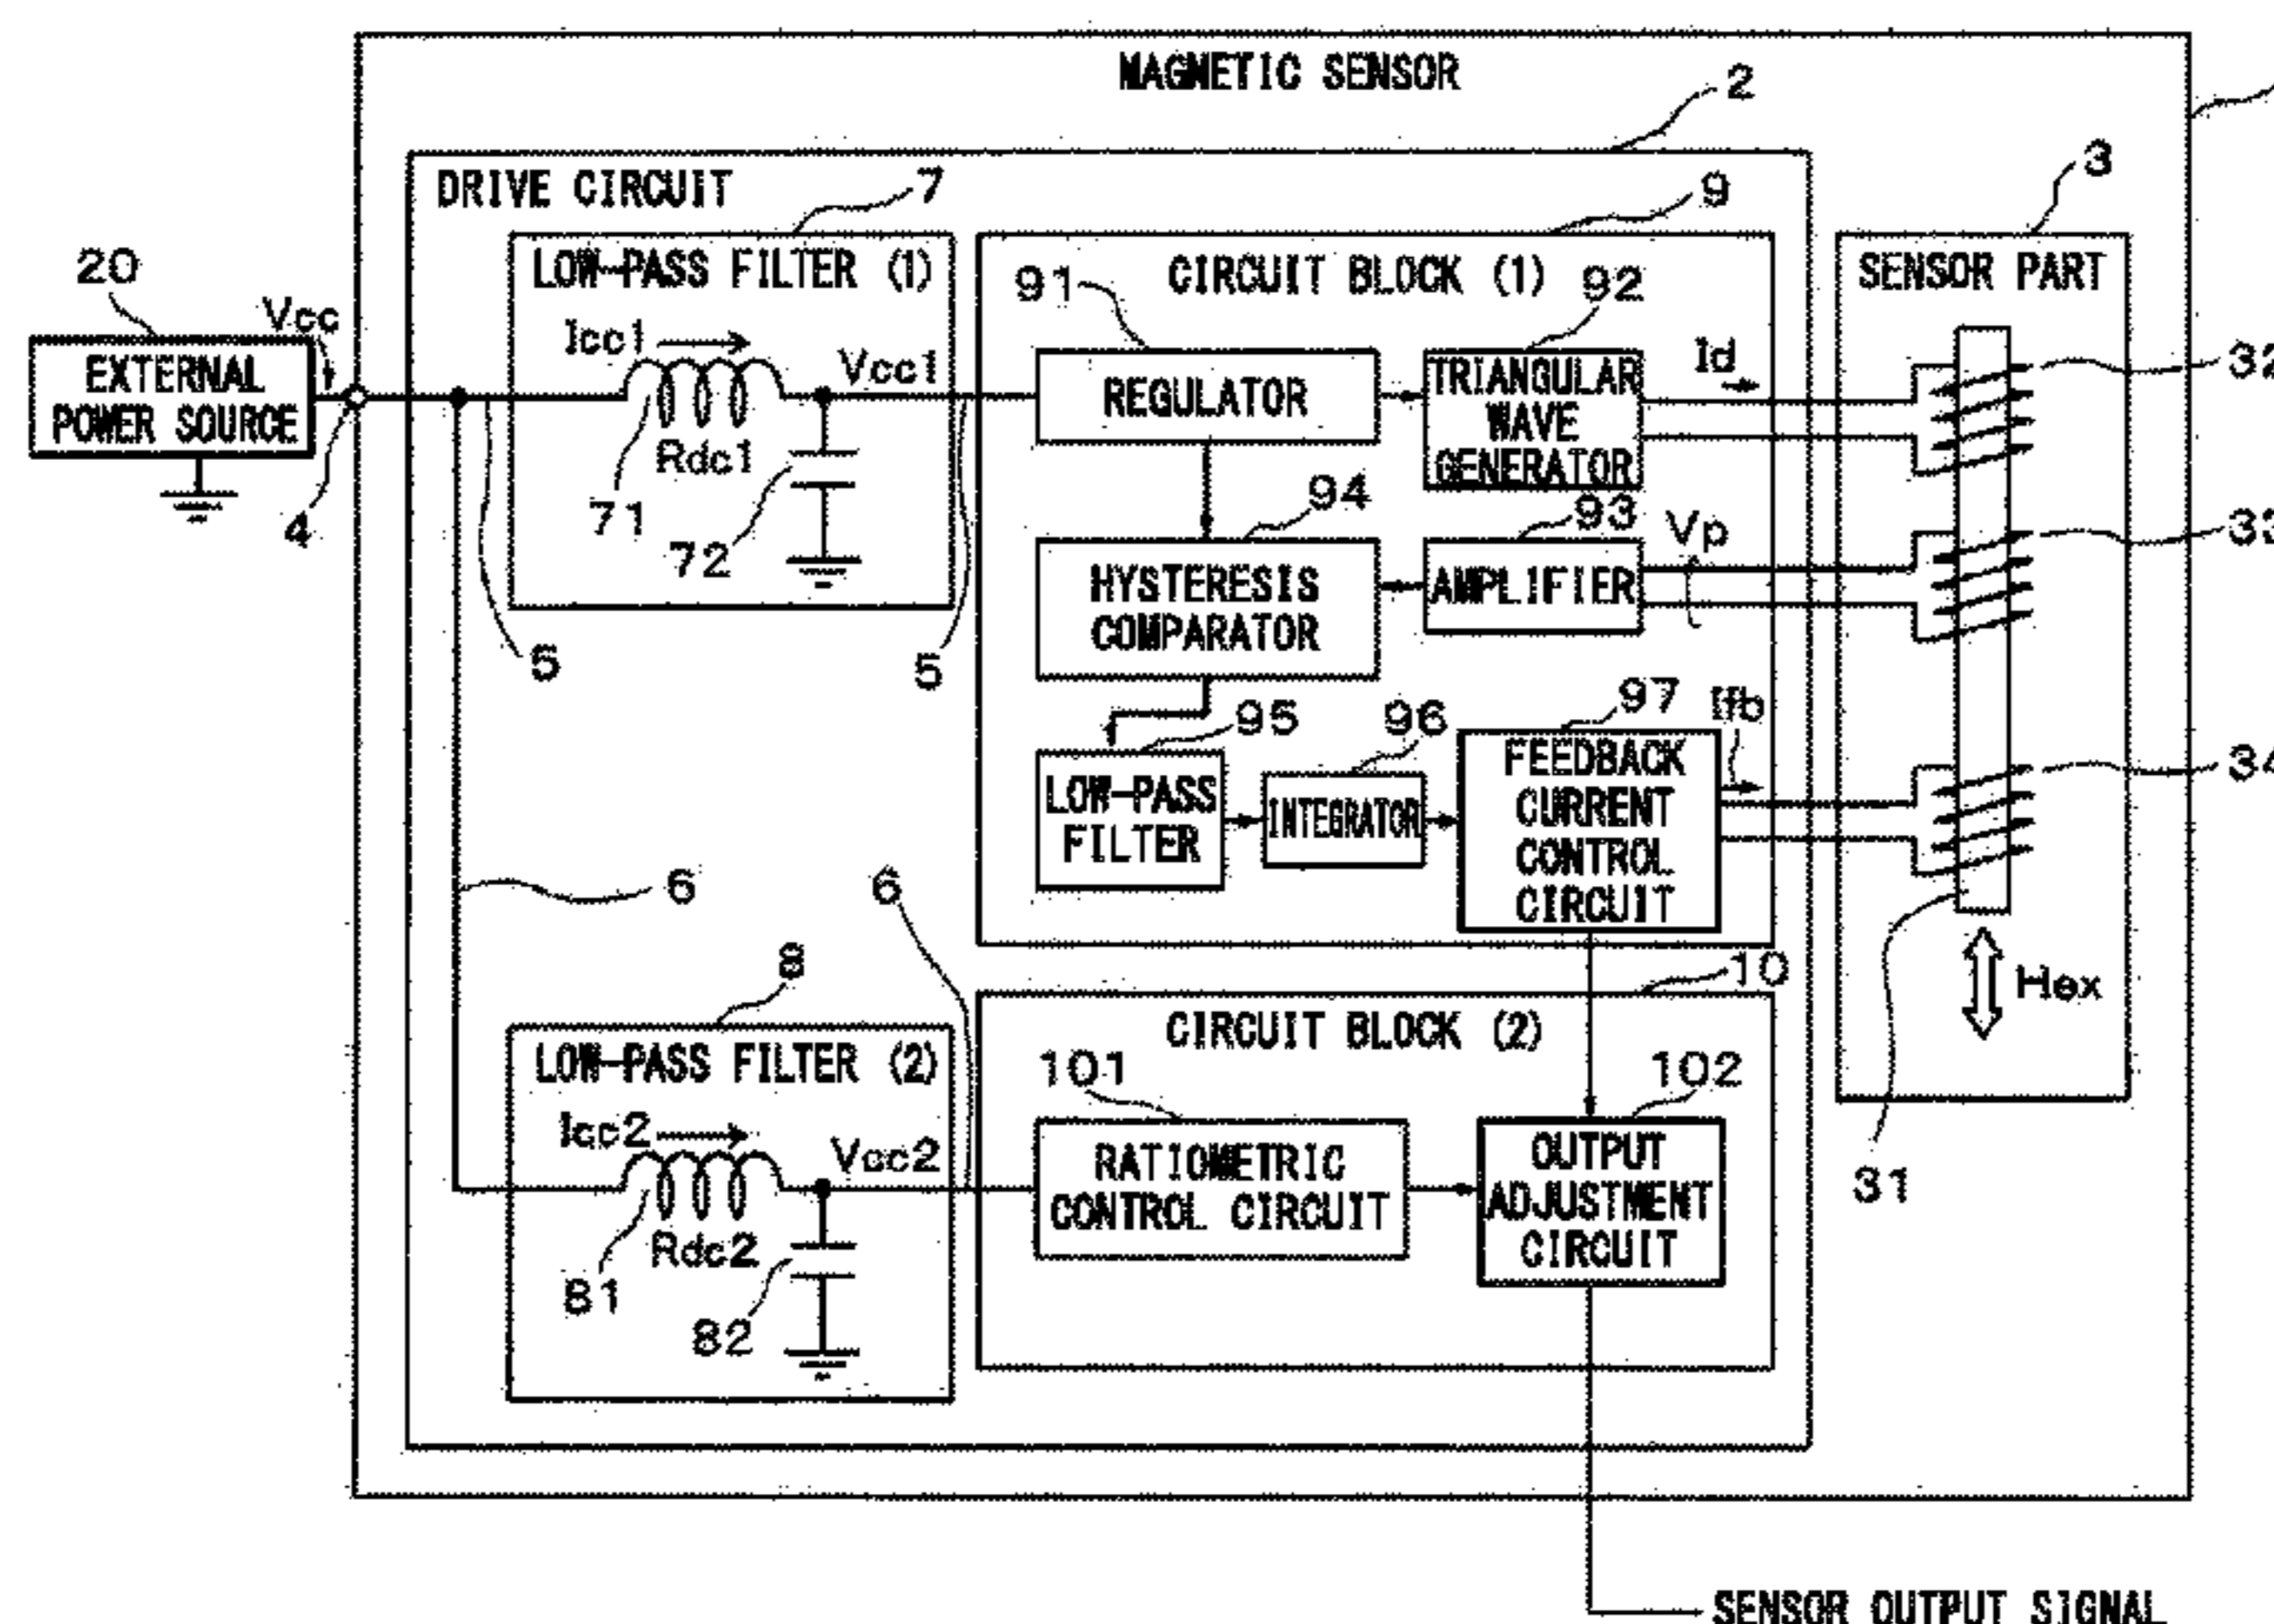 MAGNETIC SENSOR
2
DRIVE CIRCUIT
7
9
3
20
Vcc
EXTERNAL
POWER SOURCE
4
LOW-PASS FILTER (1)
Icc1
Vcc1
Rdc1
71
72
5
5
CIRCUIT BLOCK (1)
91
92
REGULATOR
TRIANGULAR
WAVE
GENERATOR
Id
94
93
Vp
HYSTERESIS
COMPARATOR
AMPLIFIER
95
96
97
Ifb
LOW-PASS
FILTER
INTEGRATOR
FEEDBACK
CURRENT
CONTROL
CIRCUIT
SENSOR PART
32
33
34
31
Hex
6
6
8
LOW-PASS FILTER (2)
Icc2
Vcc2
Rdc2
81
82
10
CIRCUIT BLOCK (2)
101
102
RATIOMETRIC
CONTROL CIRCUIT
OUTPUT
ADJUSTMENT
CIRCUIT
SENSOR OUTPUT SIGNAL